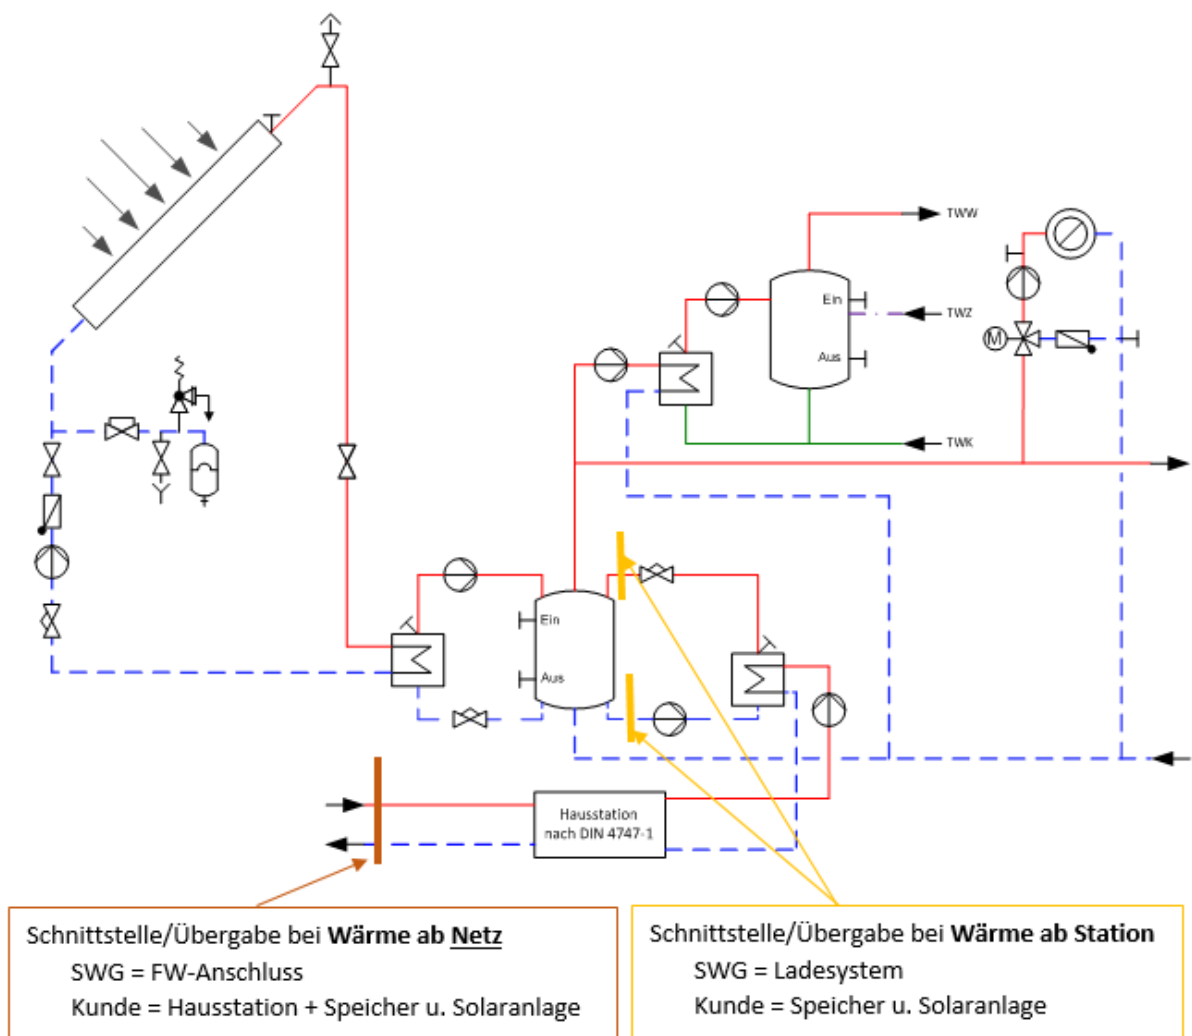 TWW
Ein
TWZ
M
Aus
TWK
Ein
Aus
Hausstation
nach DIN 4747-1
Schnittstelle/Übergabe bei Wärme ab Netz
SWG = FW-Anschluss
Kunde = Hausstation + Speicher u. Solaranlage
Schnittstelle/Übergabe bei Wärme ab Station
SWG = Ladesystem
Kunde = Speicher u. Solaranlage